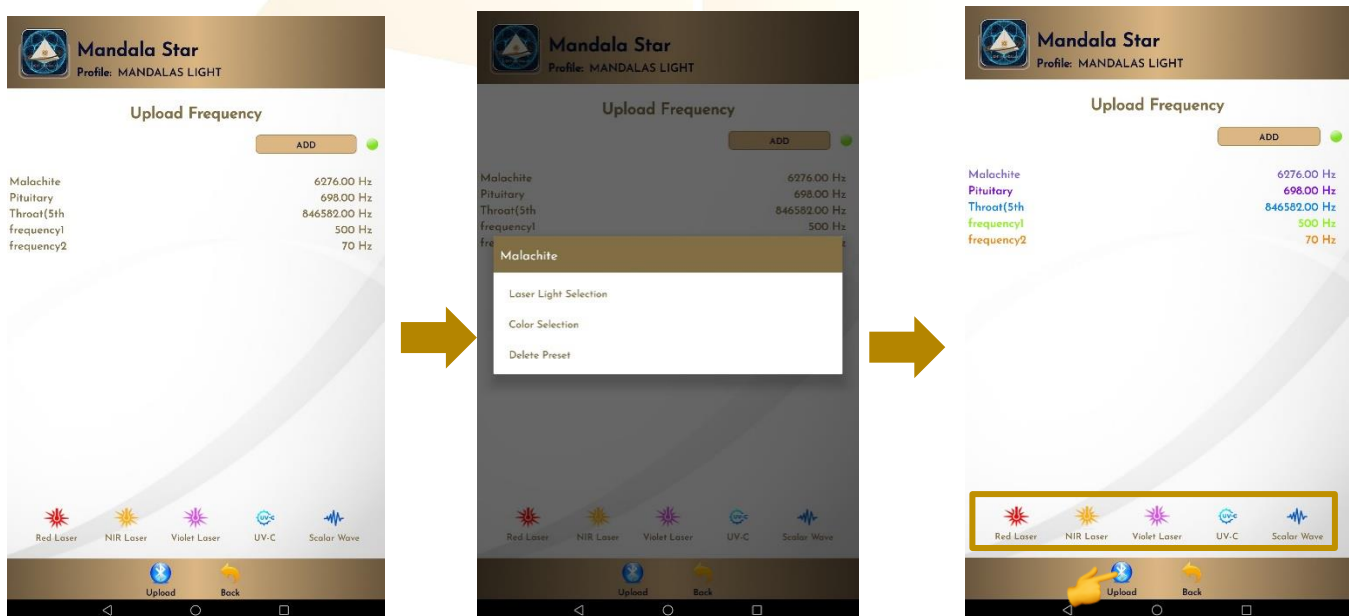 Mandala Star
Profile: MANDALAS LIGHT
Upload Frequency
ADD
Malachite 6276.00 Hz
Pituitary 698.00 Hz
Throat(5th 846582.00 Hz
frequency1 500 Hz
frequency2 70 Hz
Red Laser NIR Laser Violet Laser UV-C Scalar Wave
Upload Back
Mandala Star
Profile: MANDALAS LIGHT
Upload Frequency
ADD
Malachite 6276.00 Hz
Pituitary 698.00 Hz
Throat(5th 846582.00 Hz
frequency1 500 Hz
fre z
Malachite
Laser Light Selection
Color Selection
Delete Preset
Red Laser NIR Laser Violet Laser UV-C Scalar Wave
Upload Back
Mandala Star
Profile: MANDALAS LIGHT
Upload Frequency
ADD
Malachite 6276.00 Hz
Pituitary 698.00 Hz
Throat(5th 846582.00 Hz
frequency1 500 Hz
frequency2 70 Hz
Red Laser NIR Laser Violet Laser UV-C Scalar Wave
Upload Back